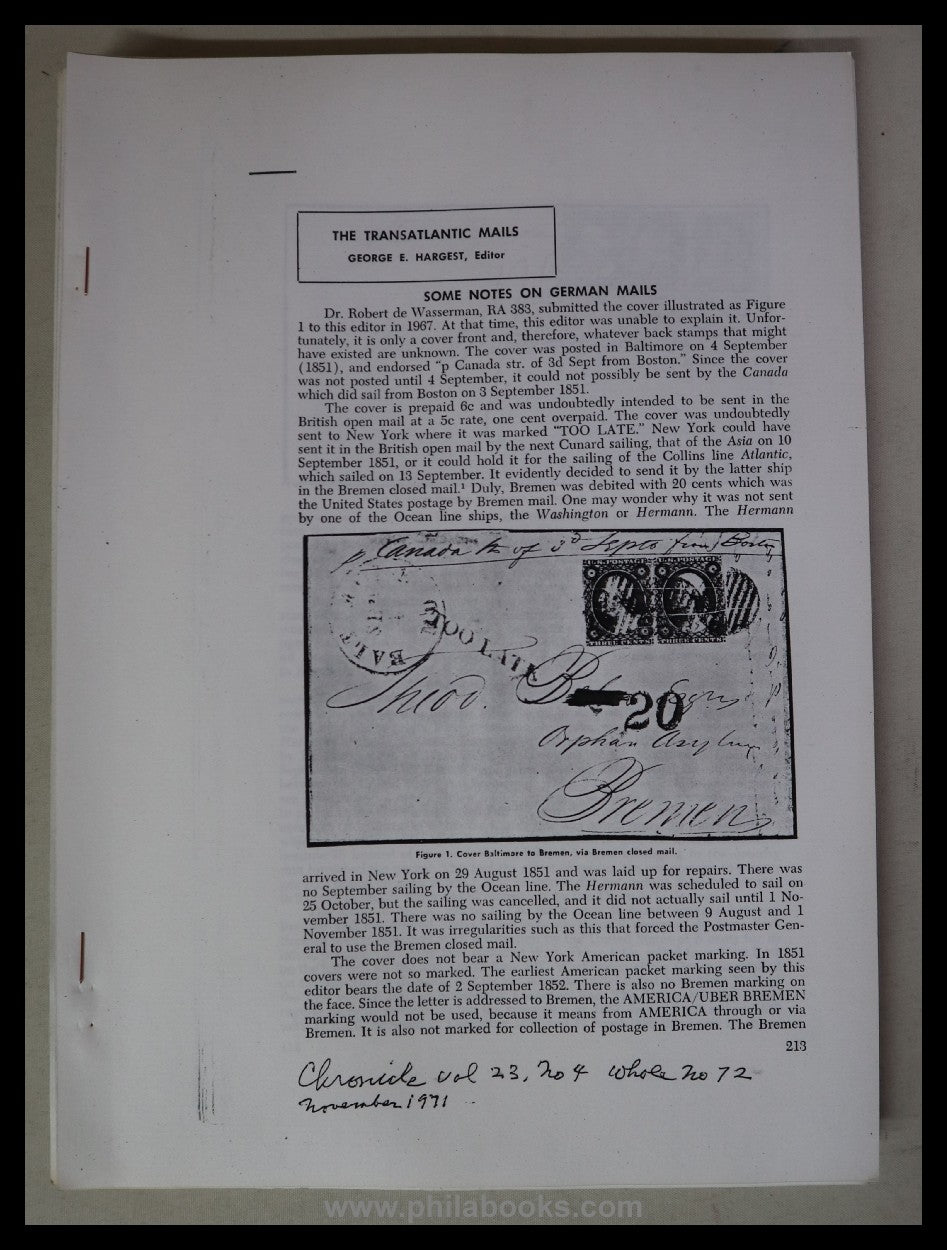 THE TRANSATLANTIC MAILS
GEORGE E. HARGEST, Editor
SOME NOTES ON GERMAN MAILS
Dr. Robert de Wasserman, RA 383, submitted the cover illustrated as Figure
1 to this editor in 1967. At that time, this editor was unable to explain it. Unfor-
tunately, it is only a cover front and, therefore, whatever back stamps that might
have existed are unknown. The cover was posted in Baltimore on 4 September
(1851), and endorsed "p Canada str. of 3d Sept from Boston." Since the cover
was not posted until 4 September, it could not possibly be sent by the Canada
which did sail from Boston on 3 September 1851.
The cover is prepaid 6c and was undoubtedly intended to be sent in the
British open mail at a 5c rate, one cent overpaid. The cover was undoubtedly
sent to New York where it was marked "TOO LATE." New York could have
sent it in the British open mail by the next Cunard sailing, that of the Asia on 10
September 1851, or it could hold it for the sailing of the Collins line Atlantic,
which sailed on 13 September. It evidently decided to send it by the latter ship
in the Bremen closed mail.¹ Duly, Bremen was debited with 20 cents which was
the United States postage by Bremen mail. One may wonder why it was not sent
by one of the Ocean line ships, the Washington or Hermann. The Hermann
p Canada of 3d Septr from Boston
U.S. POSTAGE
THREE CENTS
BALT
TOO LATE
Theod.
20
Orphan Asylum
Bremen
Figure 1. Cover Baltimore to Bremen, via Bremen closed mail.
arrived in New York on 29 August 1851 and was laid up for repairs. There was
no September sailing by the Ocean line. The Hermann was scheduled to sail on
25 October, but the sailing was cancelled, and it did not actually sail until 1 No-
vember 1851. There was no sailing by the Ocean line between 9 August and 1
November 1851. It was irregularities such as this that forced the Postmaster Gen-
eral to use the Bremen closed mail.
The cover does not bear a New York American packet marking. In 1851
covers were not so marked. The earliest American packet marking seen by this
editor bears the date of 2 September 1852. There is also no Bremen marking on
the face. Since the letter is addressed to Bremen, the AMERICA/UBER BREMEN
marking would not be used, because it means from AMERICA through or via
Bremen. It is also not marked for collection of postage in Bremen. The Bremen
213
Chronicle vol 23, no 4 whole no 72
november 1971
www.philabooks.com